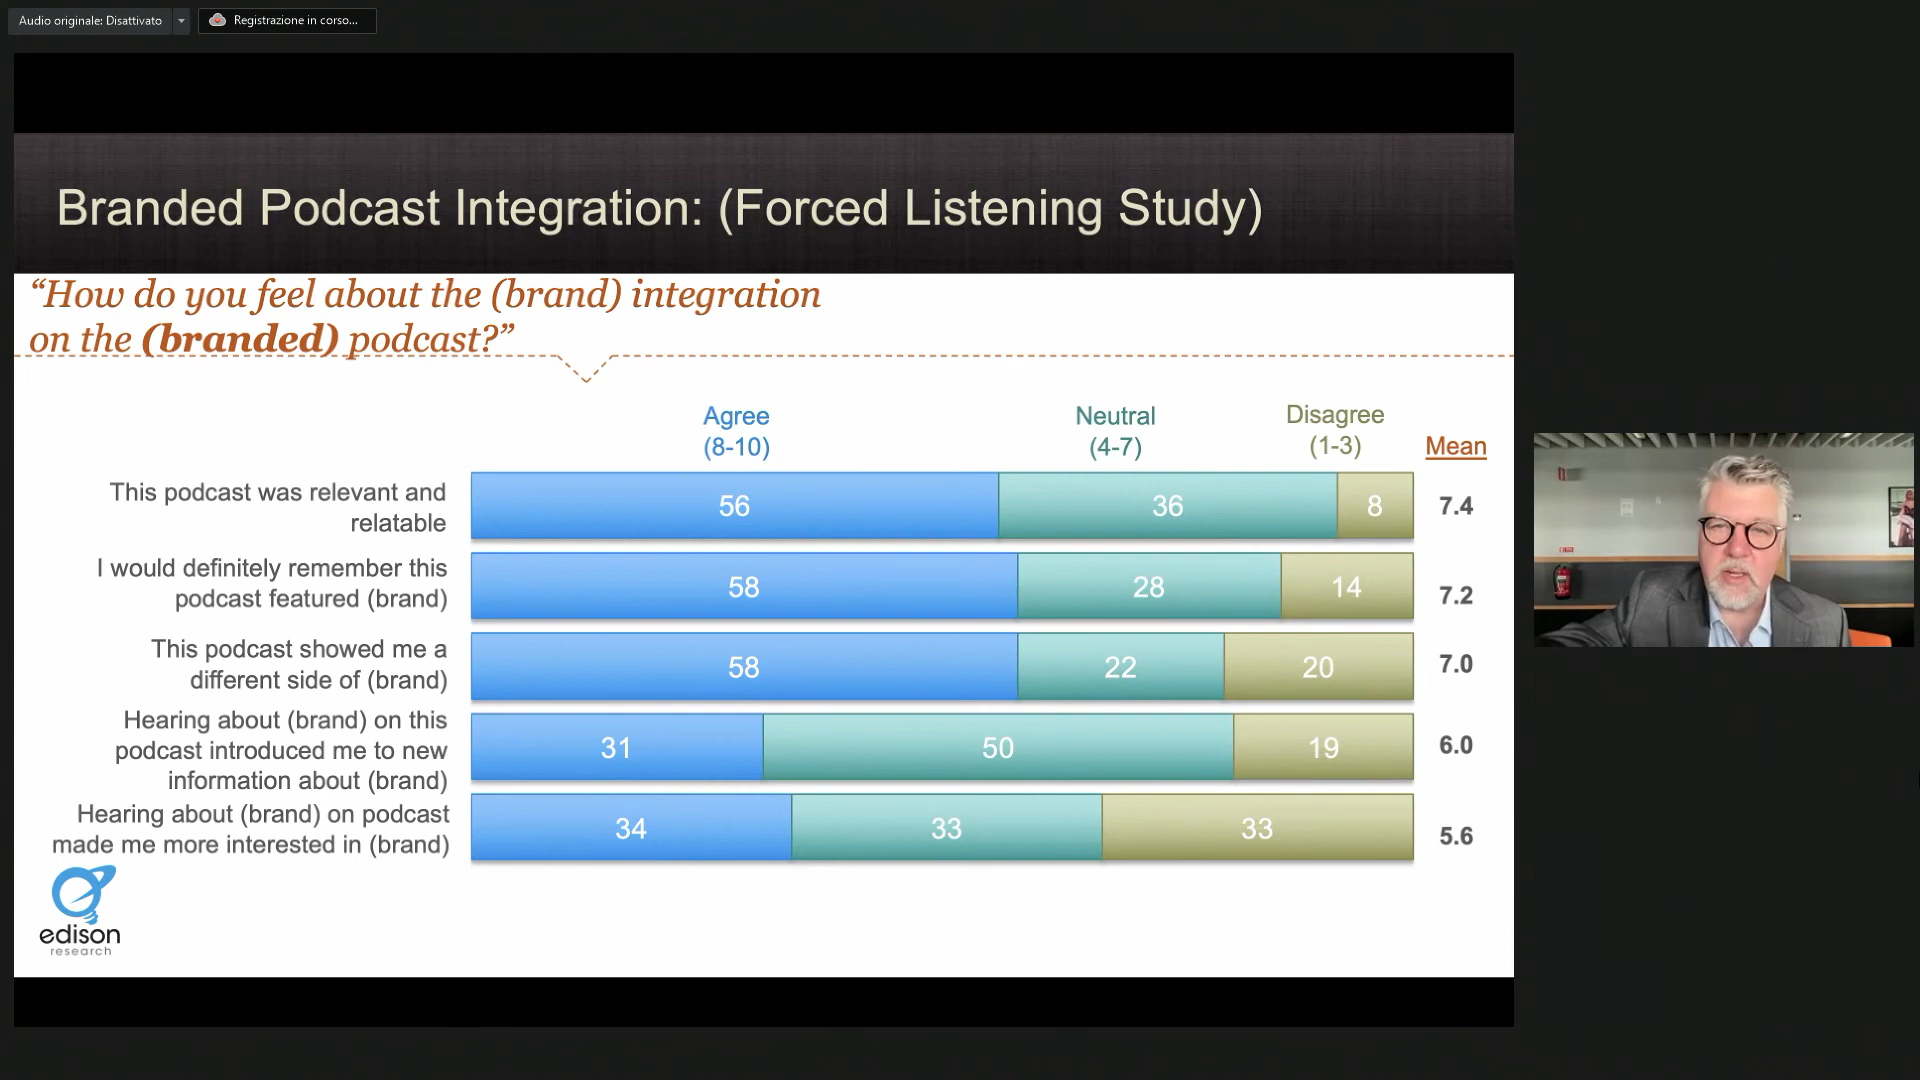 Audio originale: Disattivato
Registrazione in corso...
Branded Podcast Integration: (Forced Listening Study)
“How do you feel about the (brand) integration
on the (branded) podcast?”
Agree
(8-10)
Neutral
(4-7)
Disagree
(1-3)
Mean
This podcast was relevant and
relatable
56
36
8
7.4
I would definitely remember this
podcast featured (brand)
58
28
14
7.2
This podcast showed me a
different side of (brand)
58
22
20
7.0
Hearing about (brand) on this
podcast introduced me to new
information about (brand)
31
50
19
6.0
Hearing about (brand) on podcast
made me more interested in (brand)
34
33
33
5.6
edison
research